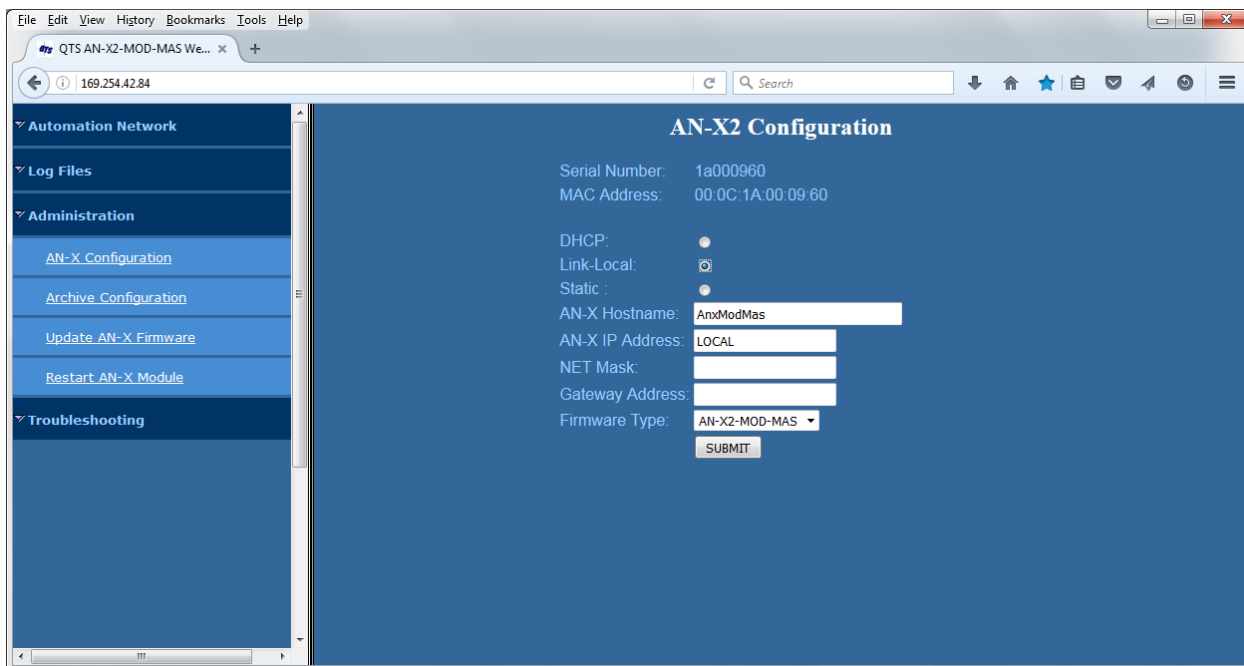 File Edit View History Bookmarks Tools Help
QTS QTS AN-X2-MOD-MAS We...
169.254.42.84
Search
Automation Network
Log Files
Administration
AN-X Configuration
Archive Configuration
Update AN-X Firmware
Restart AN-X Module
Troubleshooting
AN-X2 Configuration
Serial Number: 1a000960
MAC Address: 00:0C:1A:00:09:60
DHCP:
Link-Local:
Static :
AN-X Hostname: AnxModMas
AN-X IP Address: LOCAL
NET Mask:
Gateway Address:
Firmware Type: AN-X2-MOD-MAS
SUBMIT